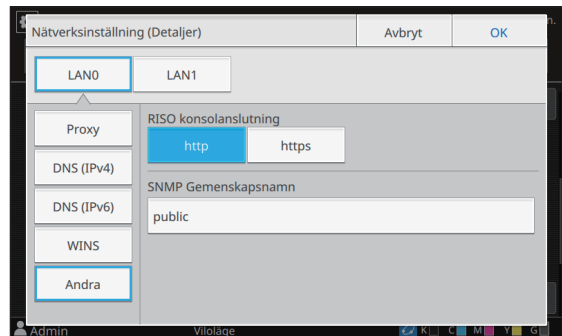 Nätverksinställning (Detaljer) Avbryt OK
LAN0 LAN1
Proxy
DNS (IPv4)
DNS (IPv6)
WINS
Andra
RISO konsolanslutning
http https
SNMP Gemenskapsnamn
public
Admin Viloläge K C M Y G